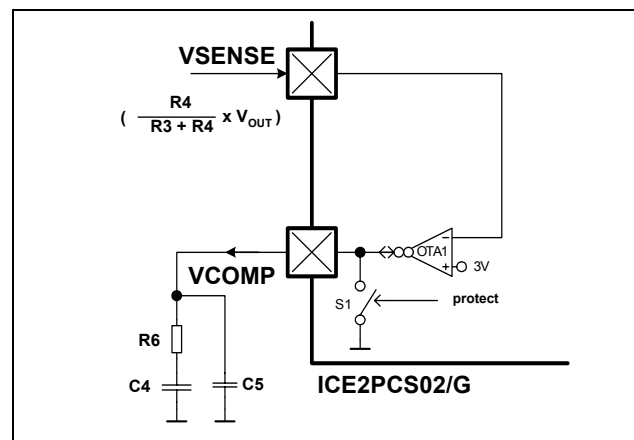 VSENSE
( R4
R3 + R4 x VOUT)
−
OTA1
+ 3V
VCOMP
S1
protect
R6
C4
C5
ICE2PCS02/G